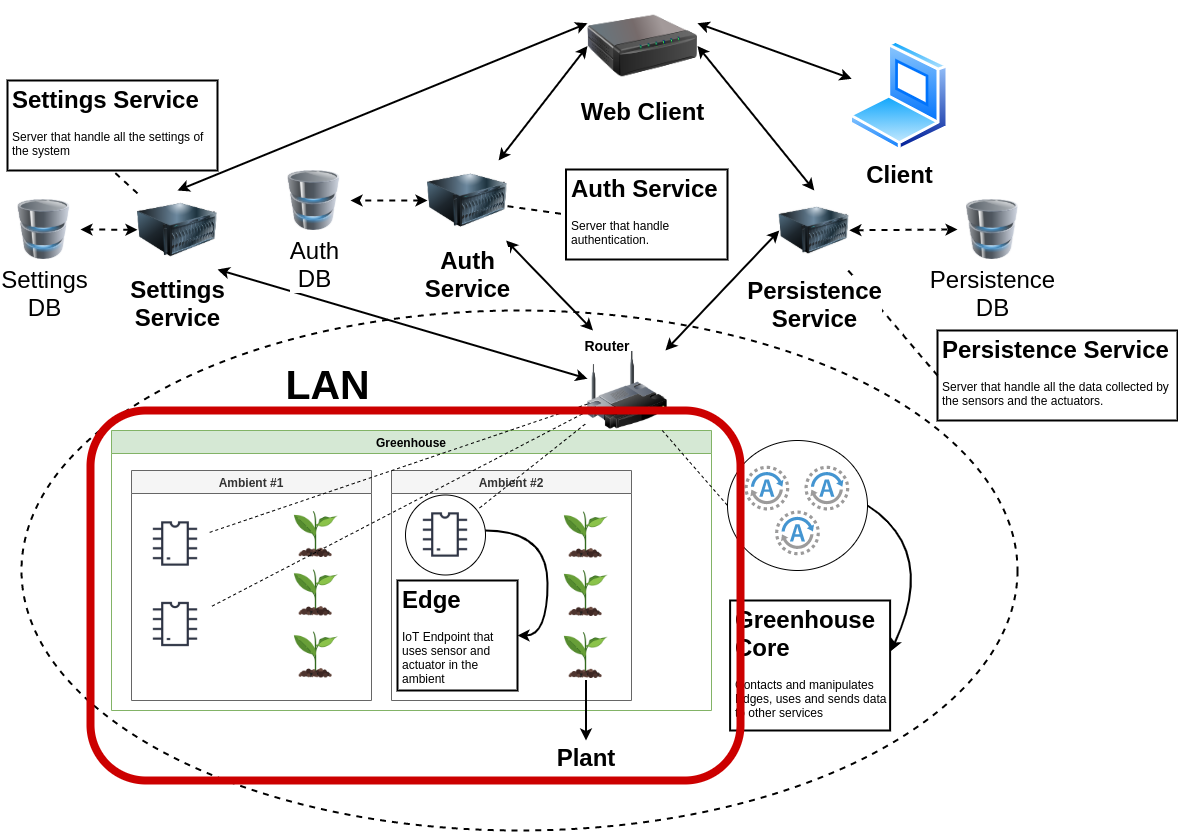 Web Client
Client
Settings Service
Server that handle all the settings of
the system
Settings
DB
Settings
Service
Auth
DB
Auth
Service
Auth Service
Server that handle
authentication.
Persistence
Service
Persistence
DB
Persistence Service
Server that handle all the data collected by
the sensors and the actuators.
Router
LAN
Greenhouse
Ambient #1
Ambient #2
Edge
IoT Endpoint that
uses sensor and
actuator in the
ambient
Plant
A
A
A
Greenhouse
Core
Contacts and manipulates
Edges, uses and sends data
to other services